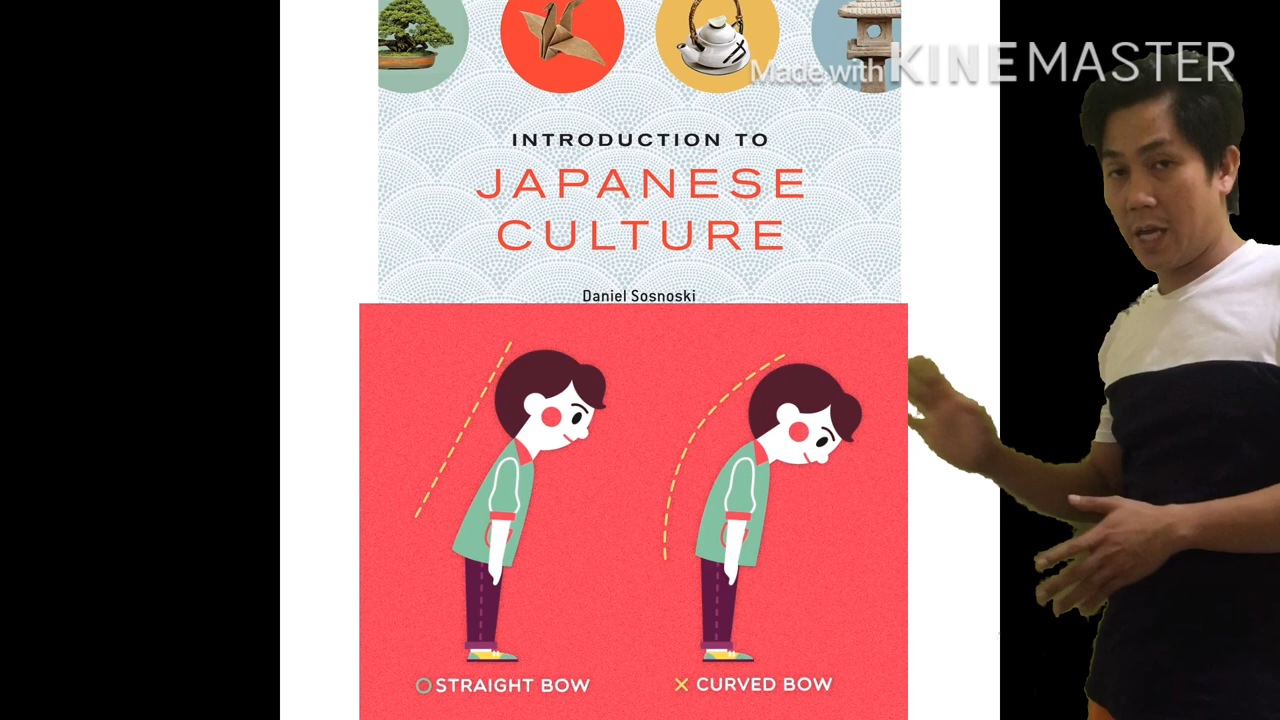 Made with KINEMASTER
INTRODUCTION TO
JAPANESE
CULTURE
Daniel Sosnoski
STRAIGHT BOW
× CURVED BOW